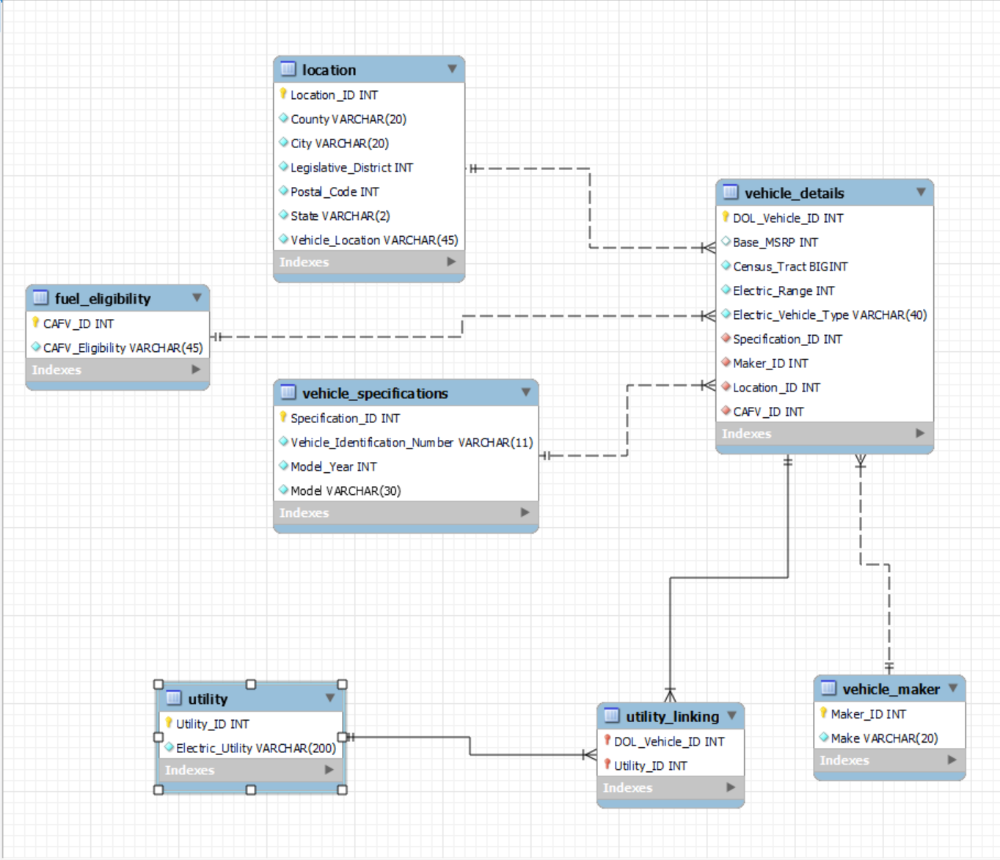 location
Location_ID INT
County VARCHAR(20)
City VARCHAR(20)
Legislative_District INT
Postal_Code INT
State VARCHAR(2)
Vehicle_Location VARCHAR(45)
Indexes
vehicle_details
DOL_Vehicle_ID INT
Base_MSRP INT
Census_Tract BIGINT
Electric_Range INT
Electric_Vehicle_Type VARCHAR(40)
Specification_ID INT
Maker_ID INT
Location_ID INT
CAFV_ID INT
Indexes
fuel_eligibility
CAFV_ID INT
CAFV_Eligibility VARCHAR(45)
Indexes
vehicle_specifications
Specification_ID INT
Vehicle_Identification_Number VARCHAR(11)
Model_Year INT
Model VARCHAR(30)
Indexes
utility
Utility_ID INT
Electric_Utility VARCHAR(200)
Indexes
utility_linking
DOL_Vehicle_ID INT
Utility_ID INT
Indexes
vehicle_maker
Maker_ID INT
Make VARCHAR(20)
Indexes